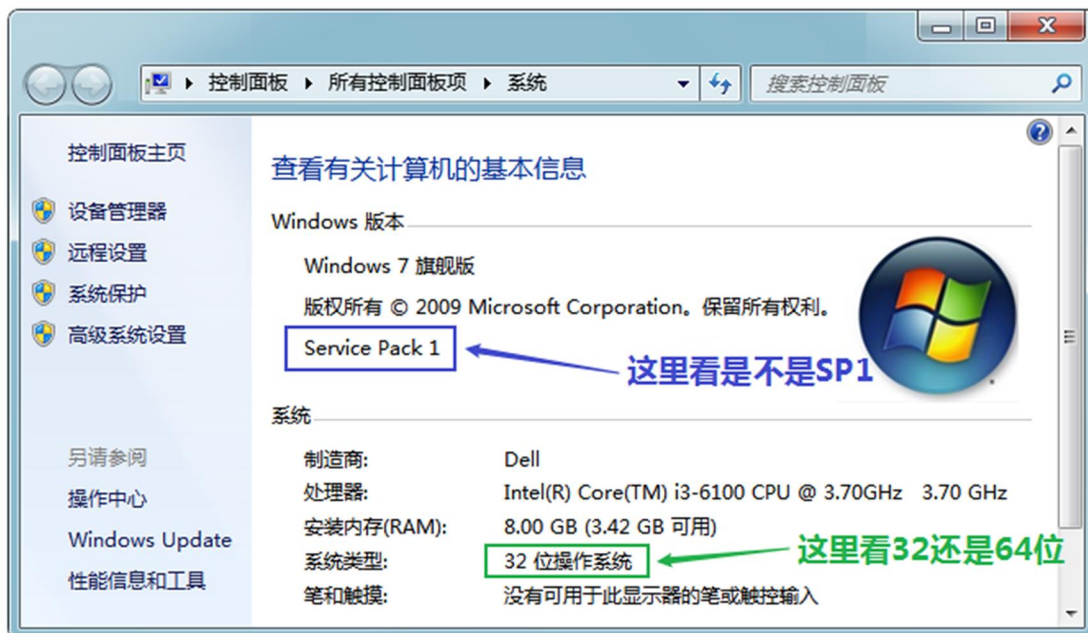 控制面板 ▸ 所有控制面板项 ▸ 系统
搜索控制面板
控制面板主页
设备管理器
远程设置
系统保护
高级系统设置
另请参阅
操作中心
Windows Update
性能信息和工具
查看有关计算机的基本信息
Windows 版本
Windows 7 旗舰版
版权所有 © 2009 Microsoft Corporation。保留所有权利。
Service Pack 1
这里看是不是SP1
系统
制造商: Dell
处理器: Intel(R) Core(TM) i3-6100 CPU @ 3.70GHz 3.70 GHz
安装内存(RAM): 8.00 GB (3.42 GB 可用)
系统类型: 32 位操作系统
这里看32还是64位
笔和触摸: 没有可用于此显示器的笔或触控输入